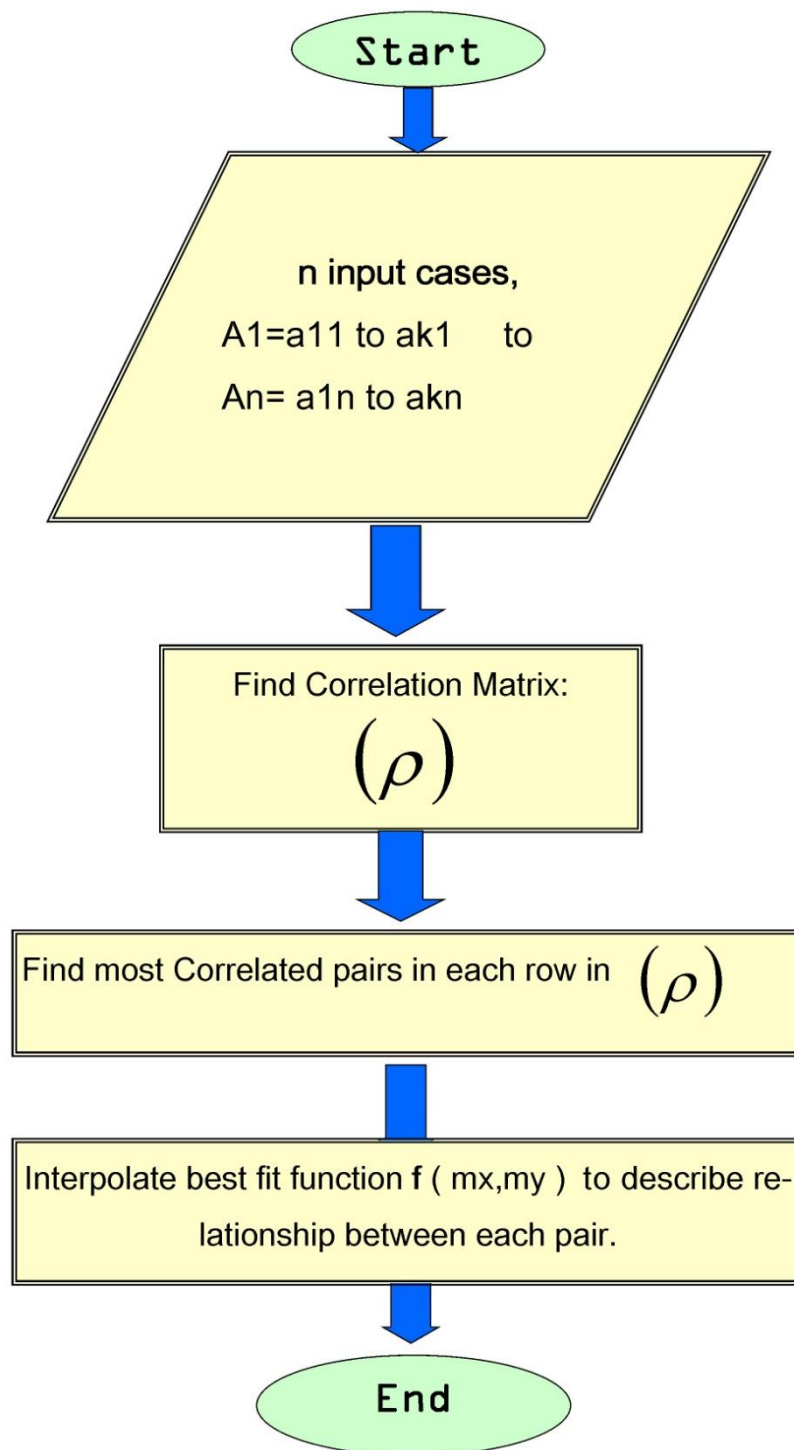 Start
n input cases,
A1=a11 to ak1 to
An= a1n to akn
Find Correlation Matrix:
(ρ)
Find most Correlated pairs in each row in (ρ)
Interpolate best fit function f ( mx,my ) to describe re-
lationship between each pair.
End